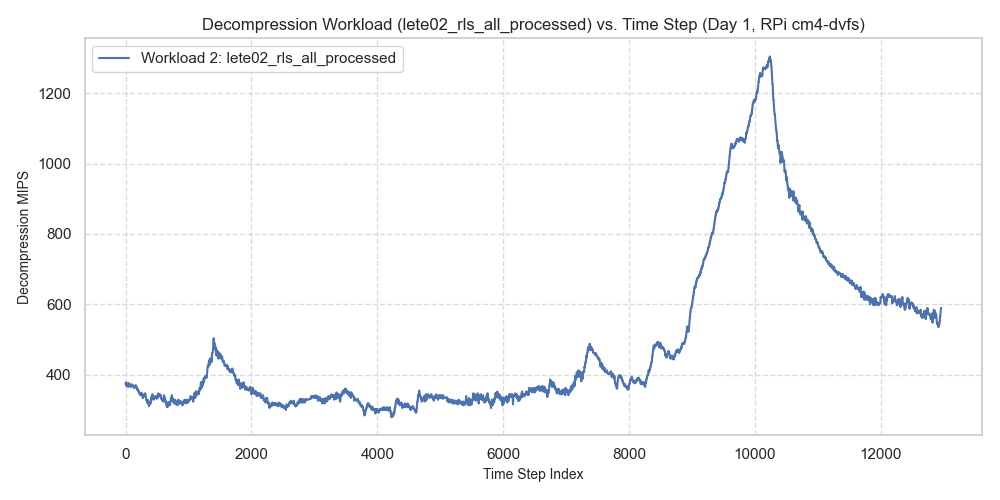 Decompression Workload (lete02_rls_all_processed) vs. Time Step (Day 1, RPi cm4-dvfs)
Workload 2: lete02_rls_all_processed
Decompression MIPS
1200
1000
800
600
400
0 2000 4000 6000 8000 10000 12000
Time Step Index